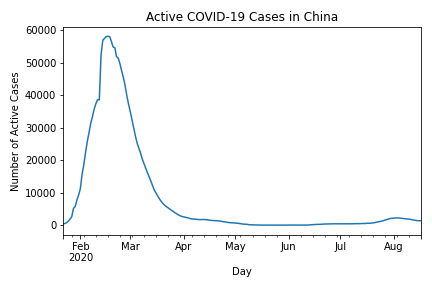 Active COVID-19 Cases in China
Number of Active Cases
60000
50000
40000
30000
20000
10000
0
Feb
2020
Mar
Apr
May
Jun
Jul
Aug
Day